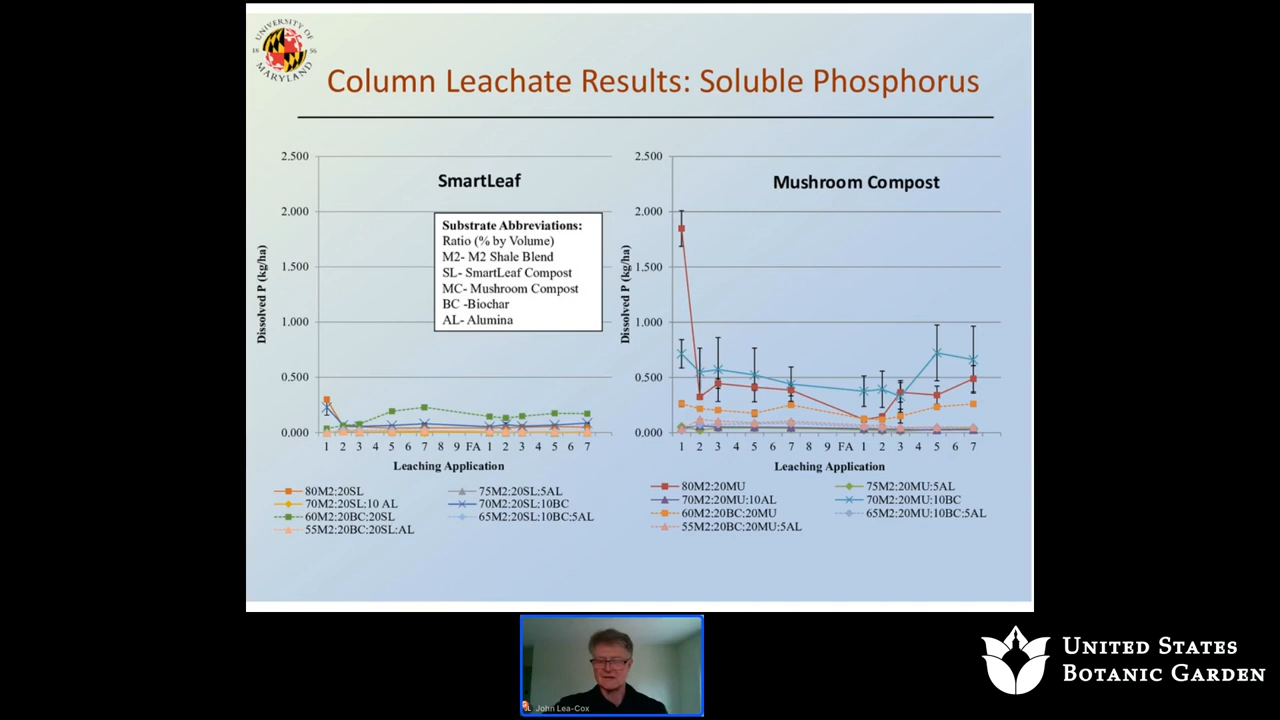 UNIVERSITY OF
18 56
MARYLAND
Column Leachate Results: Soluble Phosphorus
SmartLeaf
Dissolved P (kg/ha)
2.500
2.000
1.500
1.000
0.500
0.000
Substrate Abbreviations:
Ratio (% by Volume)
M2- M2 Shale Blend
SL- SmartLeaf Compost
MC- Mushroom Compost
BC -Biochar
AL- Alumina
1 2 3 4 5 6 7 8 9 FA 1 2 3 4 5 6 7
Leaching Application
80M2:20SL
75M2:20SL:5AL
70M2:20SL:10 AL
70M2:20SL:10BC
60M2:20BC:20SL
65M2:20SL:10BC:5AL
55M2:20BC:20SL:AL
Mushroom Compost
Dissolved P (kg/ha)
2.500
2.000
1.500
1.000
0.500
0.000
1 2 3 4 5 6 7 8 9 FA 1 2 3 4 5 6 7
Leaching Application
80M2:20MU
75M2:20MU:5AL
70M2:20MU:10AL
70M2:20MU:10BC
60M2:20BC:20MU
65M2:20MU:10BC:5AL
55M2:20BC:20MU:5AL
John Lea-Cox
UNITED STATES
BOTANIC GARDEN